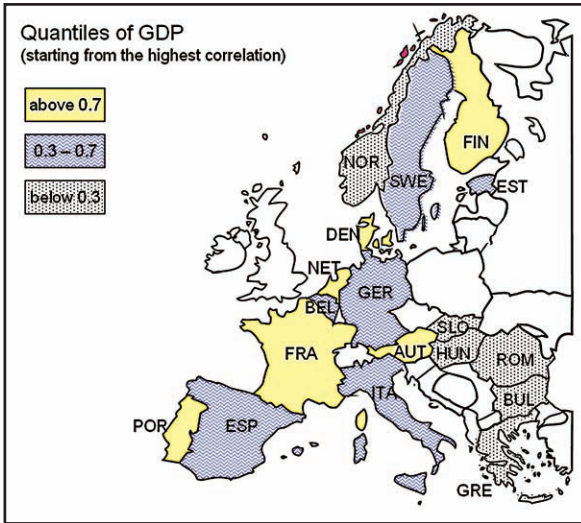 Quantiles of GDP
(starting from the highest correlation)
above 0.7
0.3 – 0.7
below 0.3
FIN
NOR
SWE
EST
DEN
NET
GER
BEL
SLO
FRA
AUT
HUN
ROM
ITA
BUL
POR
ESP
GRE